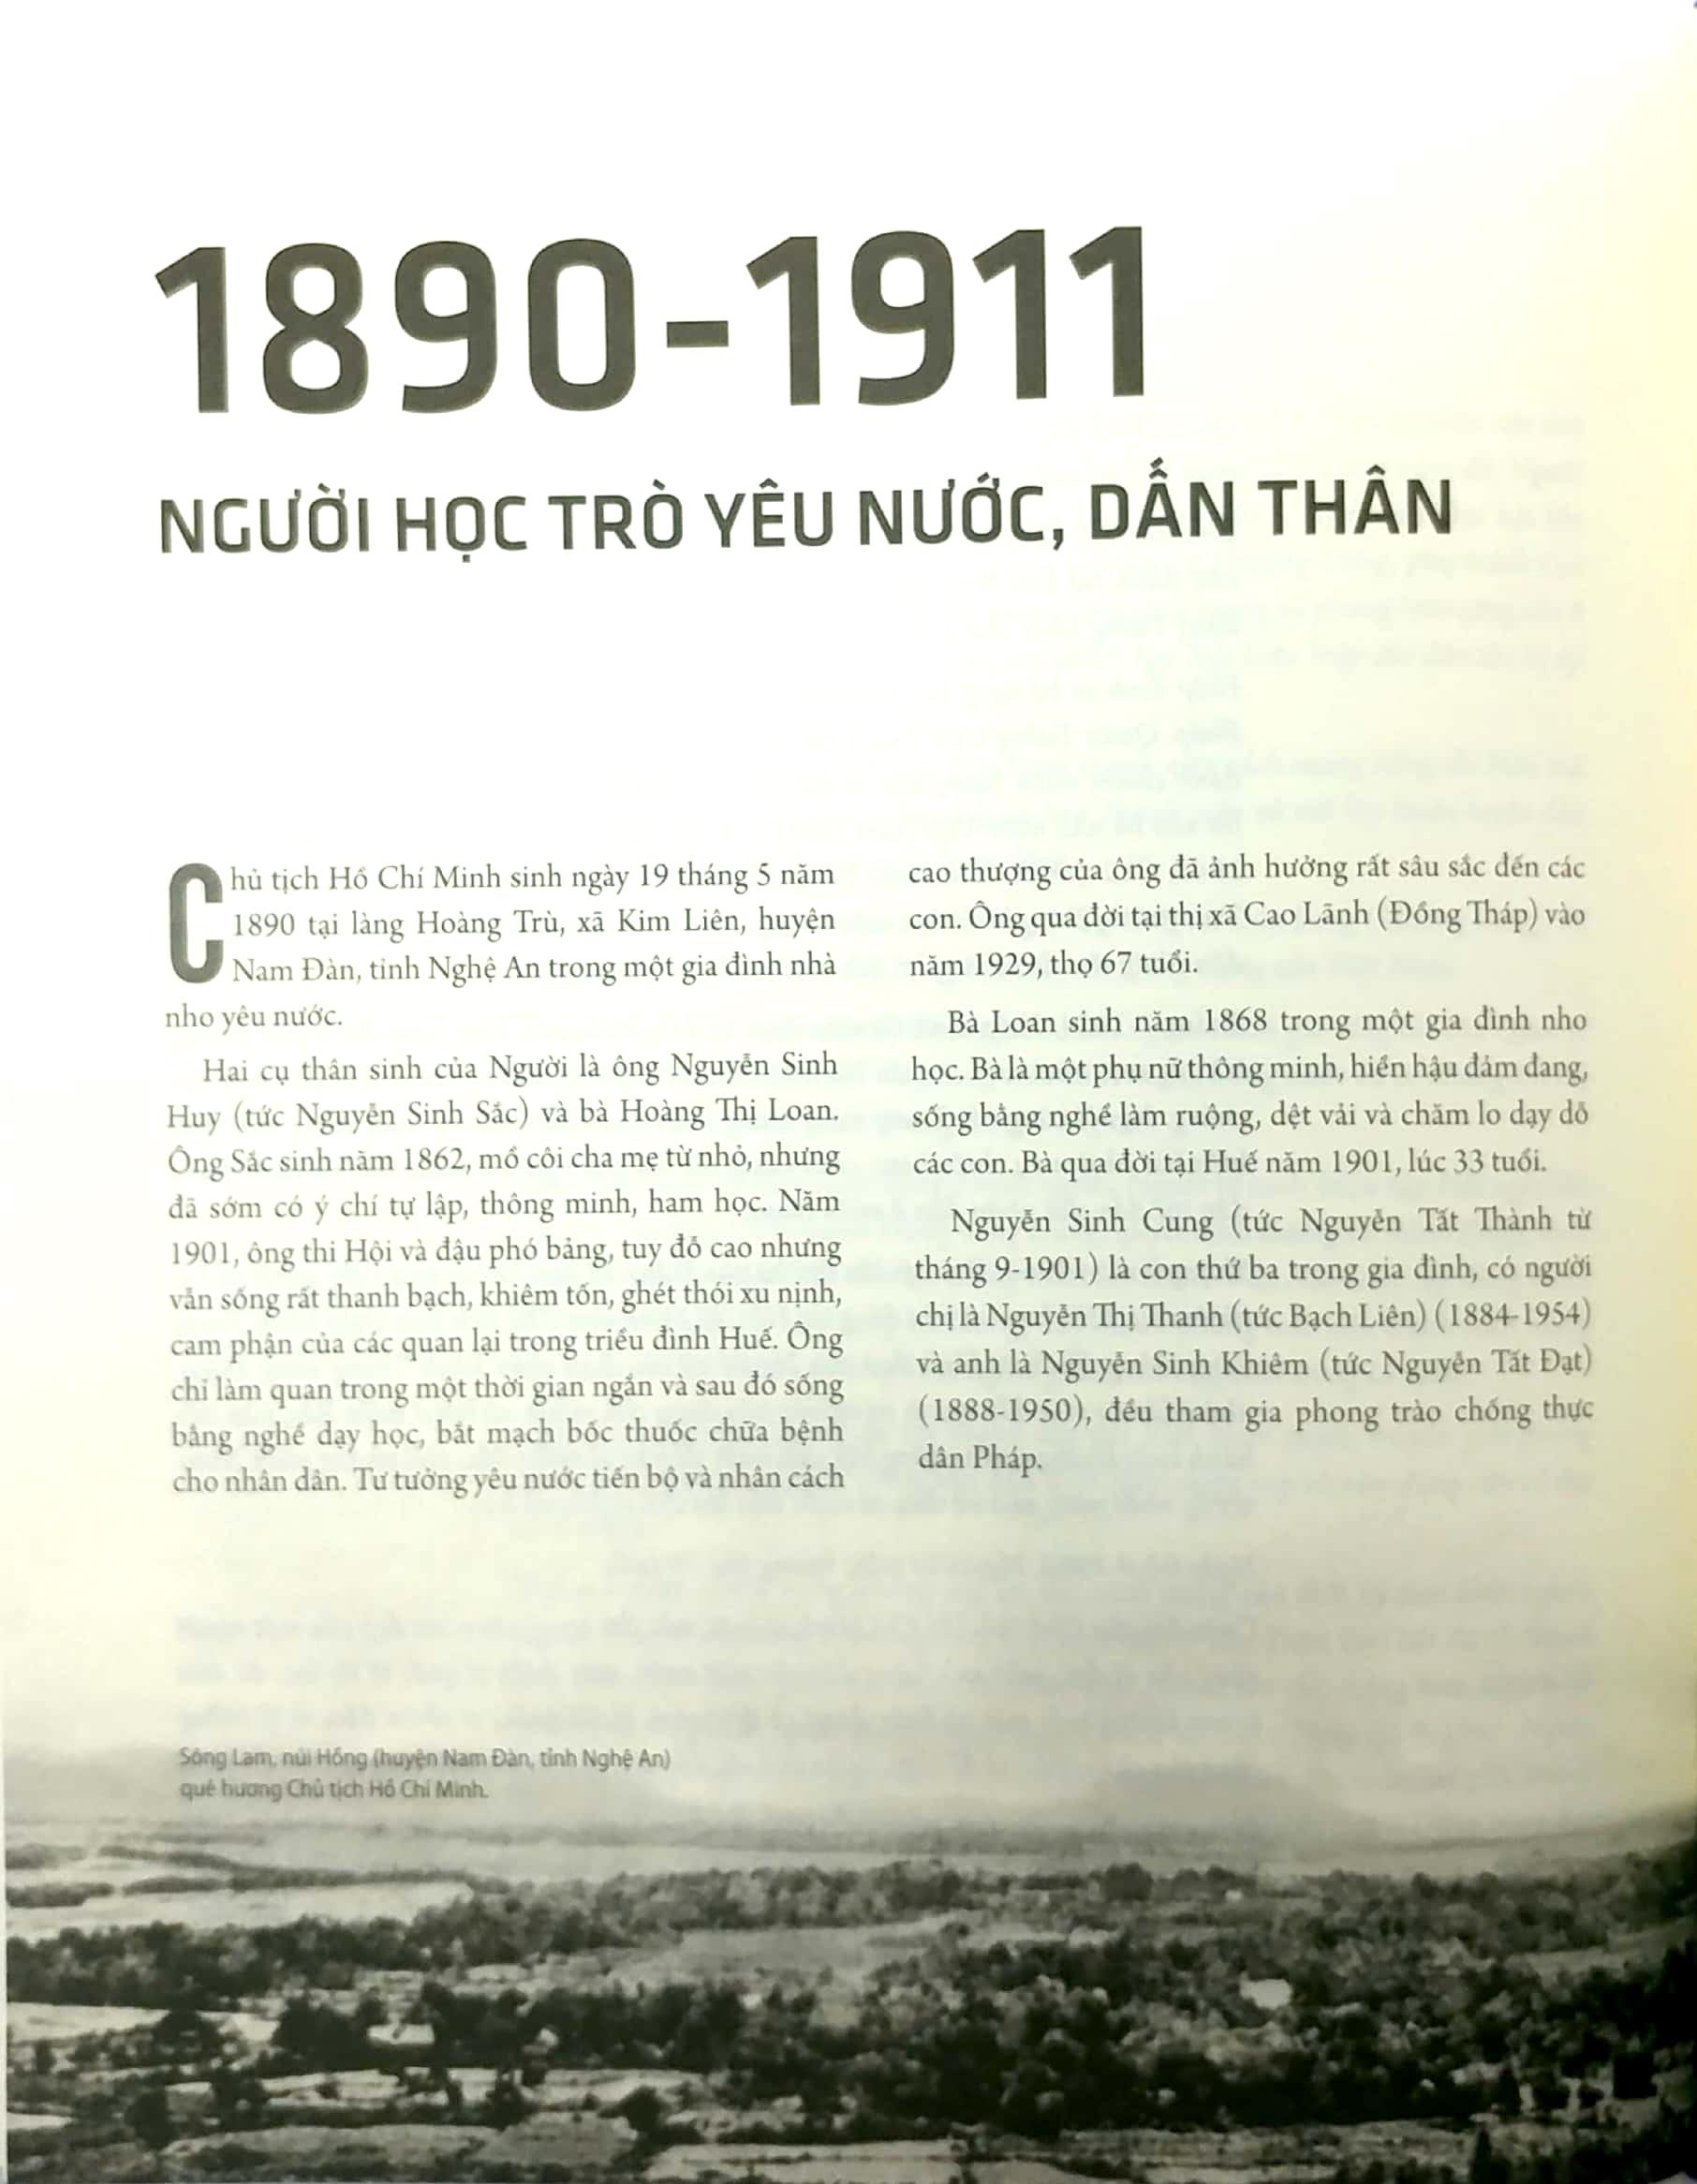 1890-1911
NGƯỜI HỌC TRÒ YÊU NƯỚC, DẤN THÂN
Chủ tịch Hồ Chí Minh sinh ngày 19 tháng 5 năm
1890 tại làng Hoàng Trù, xã Kim Liên, huyện
Nam Đàn, tỉnh Nghệ An trong một gia đình nhà
nho yêu nước.
Hai cụ thân sinh của Người là ông Nguyễn Sinh
Huy (tức Nguyễn Sinh Sắc) và bà Hoàng Thị Loan.
Ông Sắc sinh năm 1862, mồ côi cha mẹ từ nhỏ, nhưng
đã sớm có ý chí tự lập, thông minh, ham học. Năm
1901, ông thi Hội và đậu phó bảng, tuy đỗ cao nhưng
vẫn sống rất thanh bạch, khiêm tốn, ghét thói xu nịnh,
cam phận của các quan lại trong triều đình Huế. Ông
chỉ làm quan trong một thời gian ngắn và sau đó sống
bằng nghề dạy học, bắt mạch bốc thuốc chữa bệnh
cho nhân dân. Tư tưởng yêu nước tiến bộ và nhân cách
cao thượng của ông đã ảnh hưởng rất sâu sắc đến các
con. Ông qua đời tại thị xã Cao Lãnh (Đồng Tháp) vào
năm 1929, thọ 67 tuổi.
Bà Loan sinh năm 1868 trong một gia đình nho
học. Bà là một phụ nữ thông minh, hiền hậu đảm đang,
sống bằng nghề làm ruộng, dệt vải và chăm lo dạy dỗ
các con. Bà qua đời tại Huế năm 1901, lúc 33 tuổi.
Nguyễn Sinh Cung (tức Nguyễn Tất Thành từ
tháng 9-1901) là con thứ ba trong gia đình, có người
chị là Nguyễn Thị Thanh (tức Bạch Liên) (1884-1954)
và anh là Nguyễn Sinh Khiêm (tức Nguyễn Tất Đạt)
(1888-1950), đều tham gia phong trào chống thực
dân Pháp.
Sông Lam, núi Hồng (huyện Nam Đàn, tỉnh Nghệ An)
quê hương Chủ tịch Hồ Chí Minh.